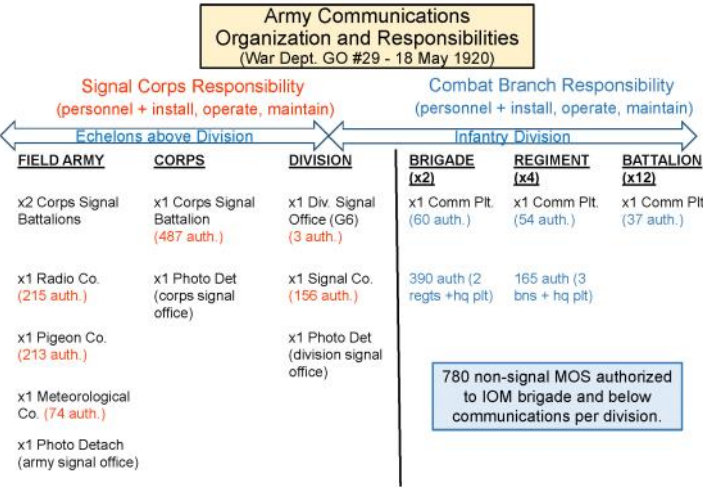 Army Communications
Organization and Responsibilities
(War Dept. GO #29 - 18 May 1920)
Signal Corps Responsibility
(personnel + install, operate, maintain)
Combat Branch Responsibility
(personnel + install, operate, maintain)
Echelons above Division
Infantry Division
FIELD ARMY
x2 Corps Signal
Battalions
x1 Radio Co.
(215 auth.)
x1 Pigeon Co.
(213 auth.)
x1 Meteorological
Co. (74 auth.)
x1 Photo Detach
(army signal office)
CORPS
x1 Corps Signal
Battalion
(487 auth.)
x1 Photo Det
(corps signal
office)
DIVISION
x1 Div. Signal
Office (G6)
(3 auth.)
x1 Signal Co.
(156 auth.)
x1 Photo Det
(division signal
office)
BRIGADE
(x2)
x1 Comm Plt.
(60 auth.)
390 auth (2
regts +hq plt)
REGIMENT
(x4)
x1 Comm Plt.
(54 auth.)
165 auth (3
bns + hq plt)
BATTALION
(x12)
x1 Comm Plt
(37 auth.)
780 non-signal MOS authorized
to IOM brigade and below
communications per division.